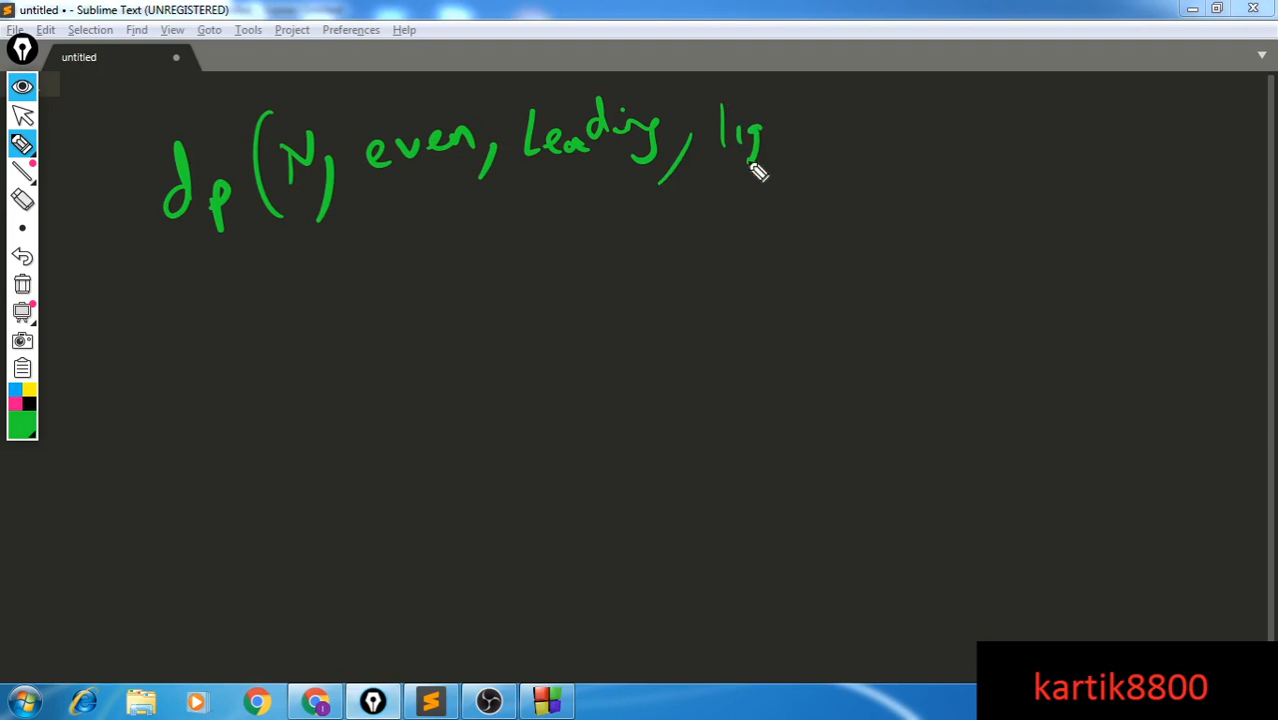 untitled • - Sublime Text (UNREGISTERED)
File Edit Selection Find View Goto Tools Project Preferences Help
untitled
dp (N, even, Leading, lig
kartik8800